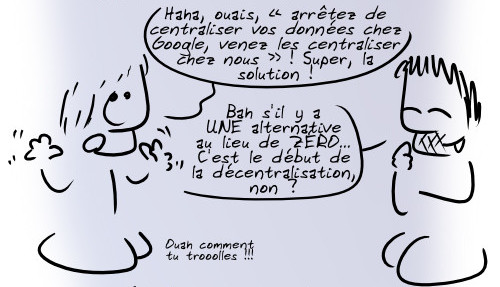 Haha, ouais, « arrêtez de
centraliser vos données chez
Google, venez les centraliser
chez nous » ! Super, la
solution !
Bah s'il y a
UNE alternative
au lieu de ZÉRO...
C'est le début de
la décentralisation,
non ?
Ouah comment
tu trooolles !!!